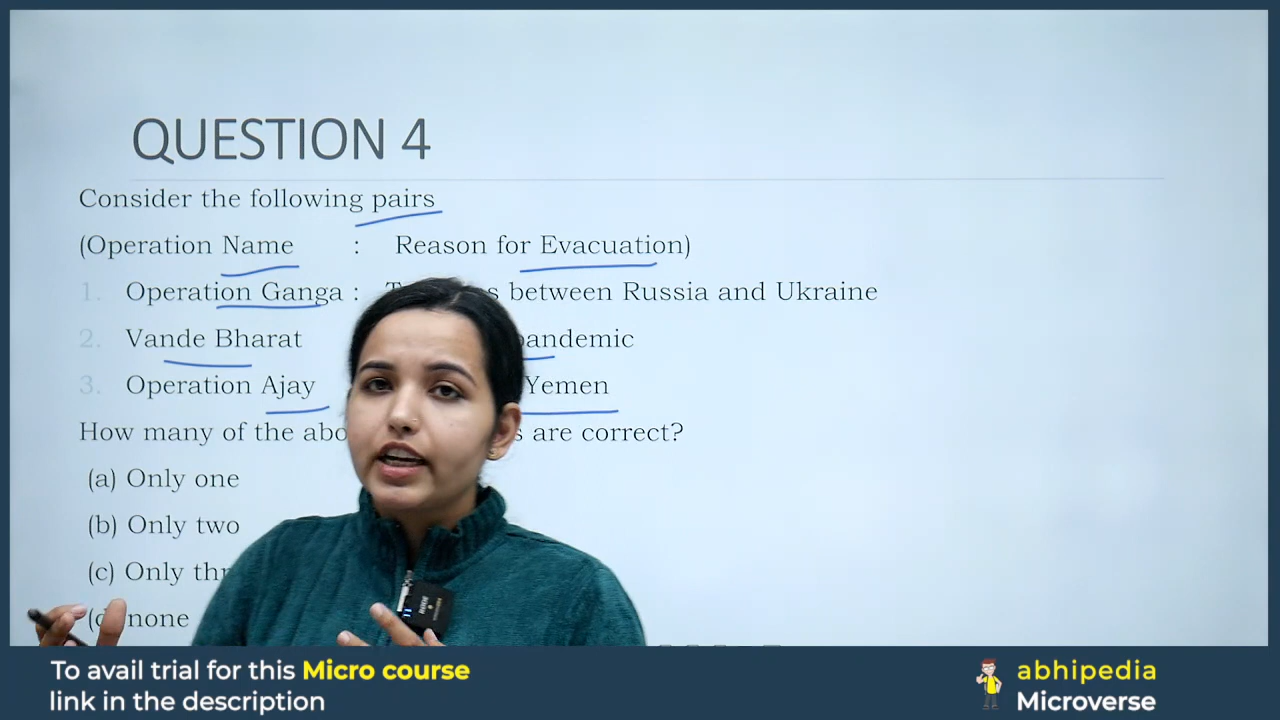 QUESTION 4
Consider the following pairs
(Operation Name : Reason for Evacuation)
1. Operation Ganga : between Russia and Ukraine
2. Vande Bharat pandemic
3. Operation Ajay Yemen
How many of the are correct?
(a) Only one
(b) Only two
(c) Only
(d) none
To avail trial for this Micro course
link in the description
abhipedia
Microverse